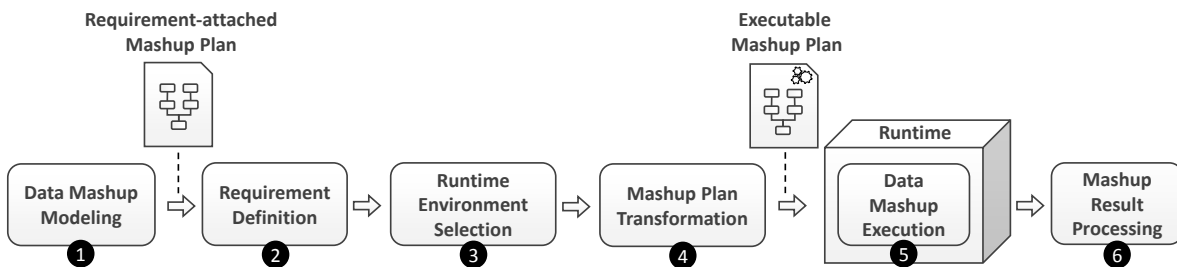 Requirement-attached
Mashup Plan
Executable
Mashup Plan
Runtime
Data Mashup
Modeling
1
Requirement
Definition
2
Runtime
Environment
Selection
3
Mashup Plan
Transformation
4
Data
Mashup
Execution
5
Mashup
Result
Processing
6